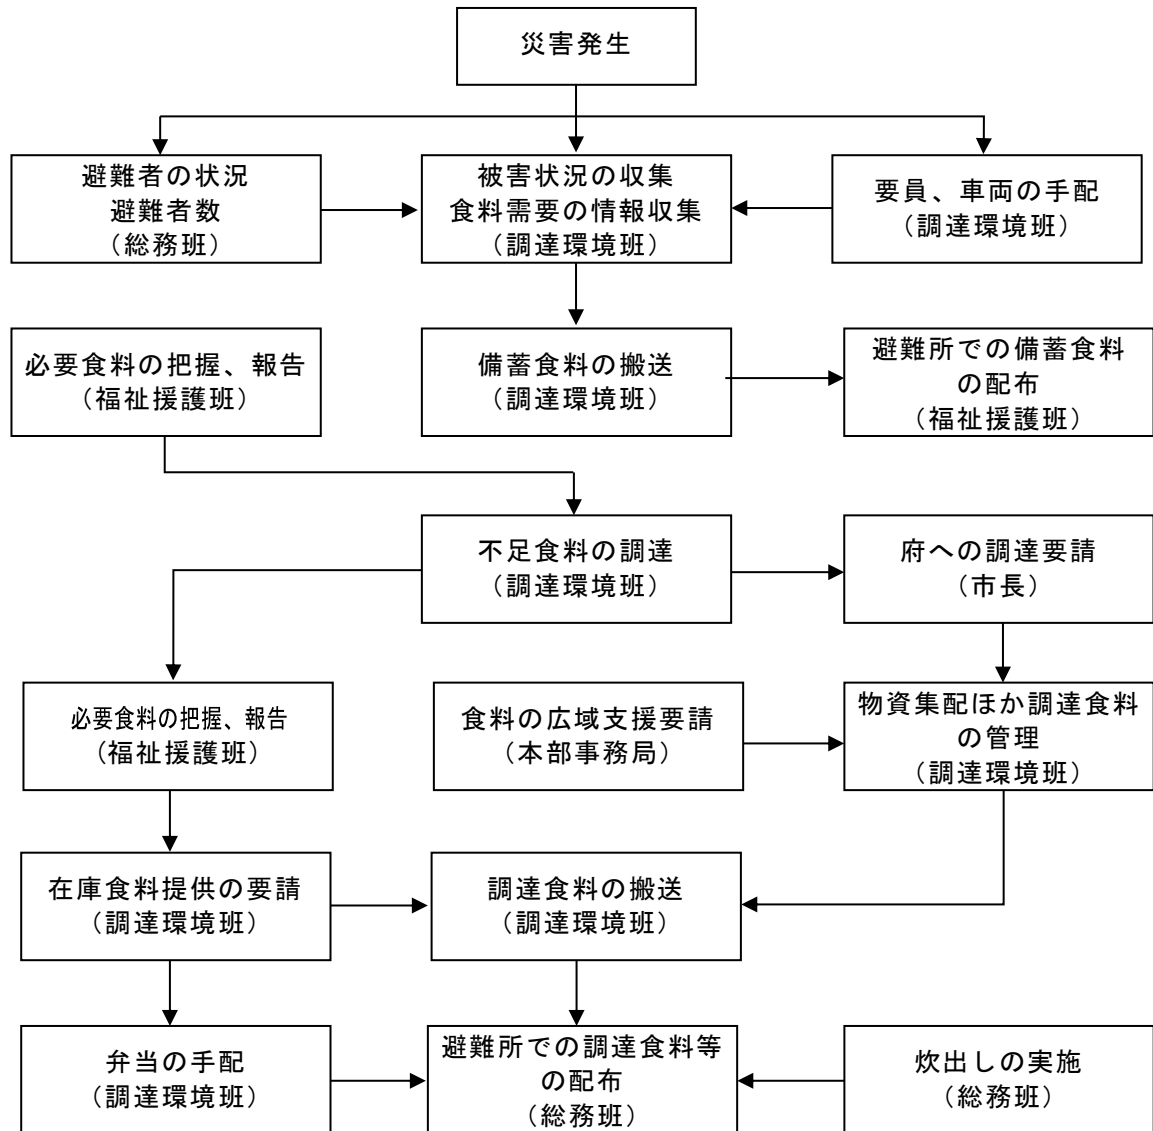 災害発生
避難者の状況
避難者数
（総務班）
被害状況の収集
食料需要の情報収集
（調達環境班）
要員、車両の手配
（調達環境班）
必要食料の把握、報告
（福祉援護班）
備蓄食料の搬送
（調達環境班）
避難所での備蓄食料
の配布
（福祉援護班）
不足食料の調達
（調達環境班）
府への調達要請
（市長）
必要食料の把握、報告
（福祉援護班）
食料の広域支援要請
（本部事務局）
物資集配ほか調達食料
の管理
（調達環境班）
在庫食料提供の要請
（調達環境班）
調達食料の搬送
（調達環境班）
弁当の手配
（調達環境班）
避難所での調達食料等
の配布
（総務班）
炊出しの実施
（総務班）